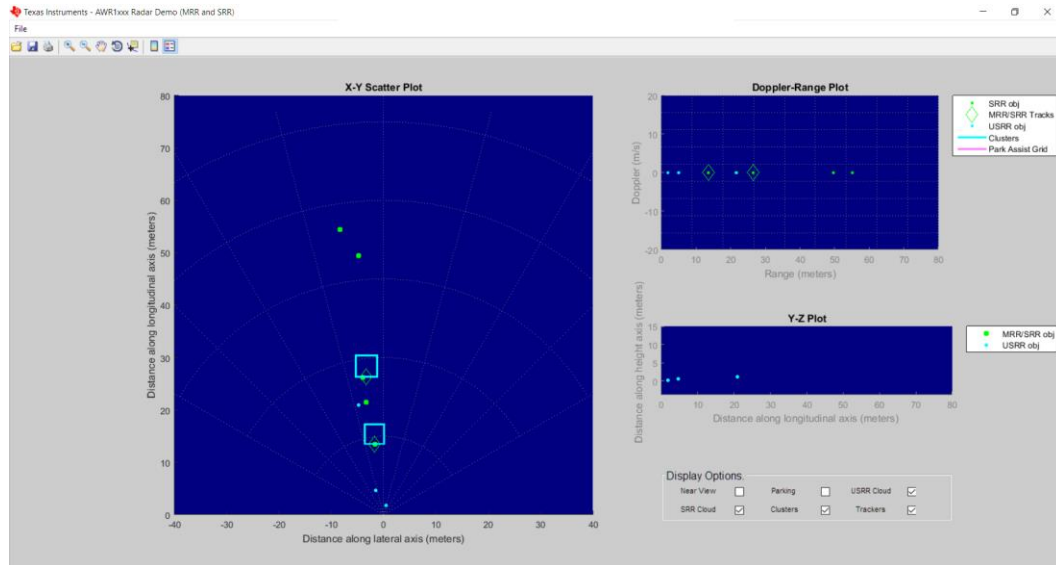 Texas Instruments - AWR1xxx Radar Demo (MRR and SRR)
File
X-Y Scatter Plot
80
70
60
50
40
30
20
10
0
-40
-30
-20
-10
0
10
20
30
40
Distance along longitudinal axis (meters)
Distance along lateral axis (meters)
Doppler-Range Plot
20
10
0
-10
-20
0
10
20
30
40
50
60
70
80
Doppler (m/s)
Range (meters)
SRR obj
MRR/SRR Tracks
USRR obj
Clusters
Park Assist Grid
Y-Z Plot
15
10
5
0
0
10
20
30
40
50
60
70
80
Distance along height axis (meters)
Distance along longitudinal axis (meters)
MRR/SRR obj
USRR obj
Display Options.
Near View Parking USRR Cloud
SRR Cloud Clusters Trackers